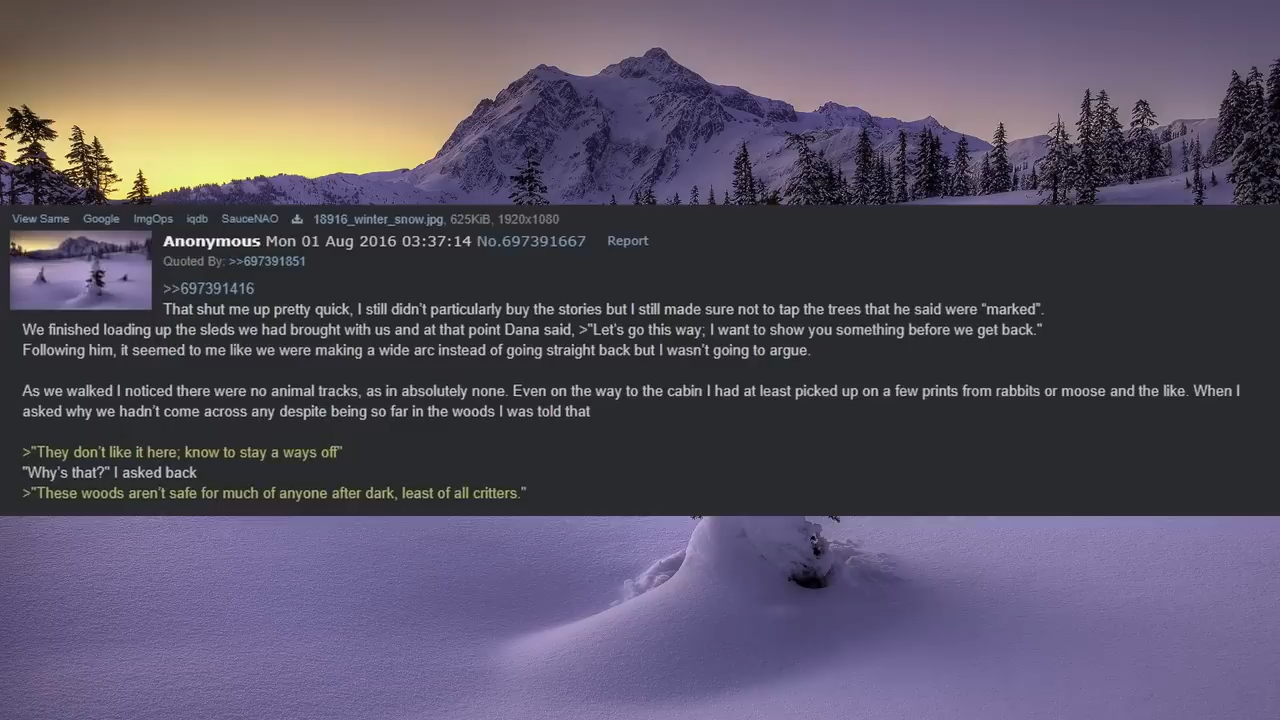 View Same Google ImgOps iqdb SauceNAO 18916_winter_snow.jpg, 625KiB, 1920x1080
Anonymous Mon 01 Aug 2016 03:37:14 No.697391667 Report
Quoted By: >>697391851
>>697391416
That shut me up pretty quick, I still didn't particularly buy the stories but I still made sure not to tap the trees that he said were “marked”.
We finished loading up the sleds we had brought with us and at that point Dana said, >"Let's go this way; I want to show you something before we get back."
Following him, it seemed to me like we were making a wide arc instead of going straight back but I wasn't going to argue.
As we walked I noticed there were no animal tracks, as in absolutely none. Even on the way to the cabin I had at least picked up on a few prints from rabbits or moose and the like. When I
asked why we hadn't come across any despite being so far in the woods I was told that
>"They don't like it here; know to stay a ways off"
"Why's that?" I asked back
>"These woods aren't safe for much of anyone after dark, least of all critters."